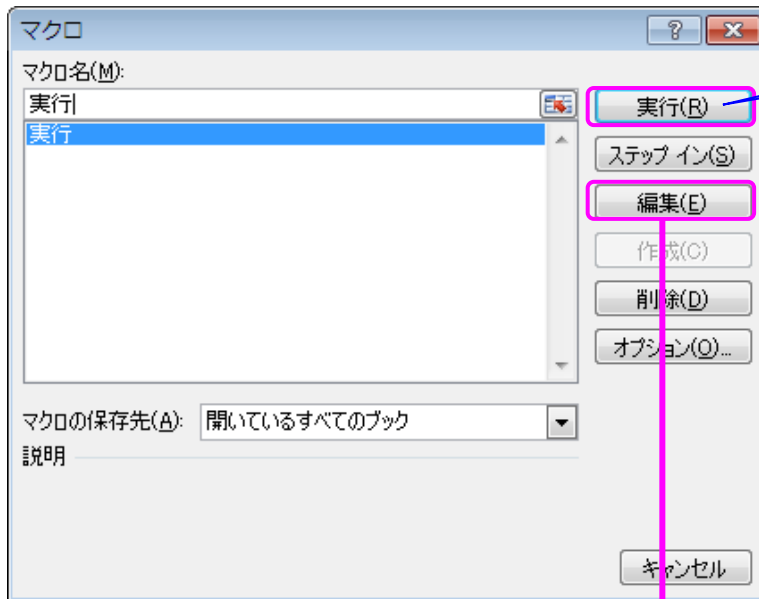 マクロ
マクロ名(M):
実行
実行
実行(R)
ステップ イン(S)
編集(E)
作成(C)
削除(D)
オプション(O)...
マクロの保存先(A): 開いているすべてのブック
説明
キャンセル